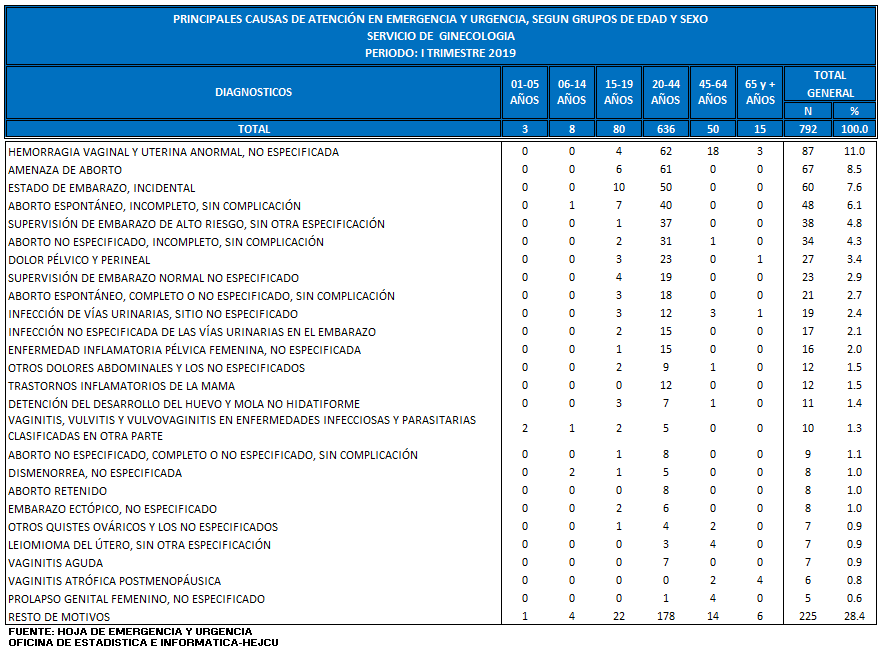 PRINCIPALES CAUSAS DE ATENCIÓN EN EMERGENCIA Y URGENCIA, SEGUN GRUPOS DE EDAD Y SEXO
SERVICIO DE GINECOLOGIA
PERIODO: I TRIMESTRE 2019
DIAGNOSTICOS 01-05 AÑOS 06-14 AÑOS 15-19 AÑOS 20-44 AÑOS 45-64 AÑOS 65 y + AÑOS TOTAL GENERAL
N %
TOTAL 3 8 80 636 50 15 792 100.0
HEMORRAGIA VAGINAL Y UTERINA ANORMAL, NO ESPECIFICADA 0 0 4 62 18 3 87 11.0
AMENAZA DE ABORTO 0 0 6 61 0 0 67 8.5
ESTADO DE EMBARAZO, INCIDENTAL 0 0 10 50 0 0 60 7.6
ABORTO ESPONTÁNEO, INCOMPLETO, SIN COMPLICACIÓN 0 1 7 40 0 0 48 6.1
SUPERVISIÓN DE EMBARAZO DE ALTO RIESGO, SIN OTRA ESPECIFICACIÓN 0 0 1 37 0 0 38 4.8
ABORTO NO ESPECIFICADO, INCOMPLETO, SIN COMPLICACIÓN 0 0 2 31 1 0 34 4.3
DOLOR PÉLVICO Y PERINEAL 0 0 3 23 0 1 27 3.4
SUPERVISIÓN DE EMBARAZO NORMAL NO ESPECIFICADO 0 0 4 19 0 0 23 2.9
ABORTO ESPONTÁNEO, COMPLETO O NO ESPECIFICADO, SIN COMPLICACIÓN 0 0 3 18 0 0 21 2.7
INFECCIÓN DE VÍAS URINARIAS, SITIO NO ESPECIFICADO 0 0 3 12 3 1 19 2.4
INFECCIÓN NO ESPECIFICADA DE LAS VÍAS URINARIAS EN EL EMBARAZO 0 0 2 15 0 0 17 2.1
ENFERMEDAD INFLAMATORIA PÉLVICA FEMENINA, NO ESPECIFICADA 0 0 1 15 0 0 16 2.0
OTROS DOLORES ABDOMINALES Y LOS NO ESPECIFICADOS 0 0 2 9 1 0 12 1.5
TRASTORNOS INFLAMATORIOS DE LA MAMA 0 0 0 12 0 0 12 1.5
DETENCIÓN DEL DESARROLLO DEL HUEVO Y MOLA NO HIDATIFORME 0 0 3 7 1 0 11 1.4
VAGINITIS, VULVITIS Y VULVOVAGINITIS EN ENFERMEDADES INFECCIOSAS Y PARASITARIAS
CLASIFICADAS EN OTRA PARTE 2 1 2 5 0 0 10 1.3
ABORTO NO ESPECIFICADO, COMPLETO O NO ESPECIFICADO, SIN COMPLICACIÓN 0 0 1 8 0 0 9 1.1
DISMENORREA, NO ESPECIFICADA 0 2 1 5 0 0 8 1.0
ABORTO RETENIDO 0 0 0 8 0 0 8 1.0
EMBARAZO ECTÓPICO, NO ESPECIFICADO 0 0 2 6 0 0 8 1.0
OTROS QUISTES OVÁRICOS Y LOS NO ESPECIFICADOS 0 0 1 4 2 0 7 0.9
LEIOMIOMA DEL ÚTERO, SIN OTRA ESPECIFICACIÓN 0 0 0 3 4 0 7 0.9
VAGINITIS AGUDA 0 0 0 7 0 0 7 0.9
VAGINITIS ATRÓFICA POSTMENOPÁUSICA 0 0 0 0 2 4 6 0.8
PROLAPSO GENITAL FEMENINO, NO ESPECIFICADO 0 0 0 1 4 0 5 0.6
RESTO DE MOTIVOS 1 4 22 178 14 6 225 28.4
FUENTE: HOJA DE EMERGENCIA Y URGENCIA
OFICINA DE ESTADISTICA E INFORMATICA-HEJCU